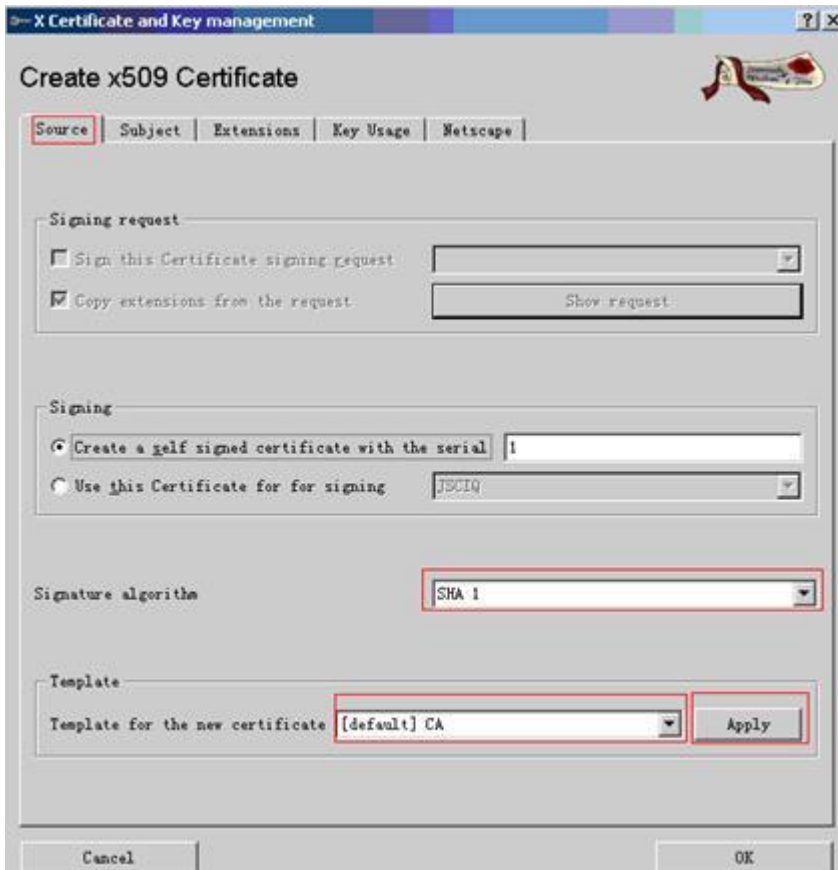 X Certificate and Key management
Create x509 Certificate
Source Subject Extensions Key Usage Netscape
Signing request
Sign this Certificate signing request
Copy extensions from the request Show request
Signing
Create a self signed certificate with the serial 1
Use this Certificate for for signing JSCIQ
Signature algorithm SHA 1
Template
Template for the new certificate [default] CA Apply
Cancel OK